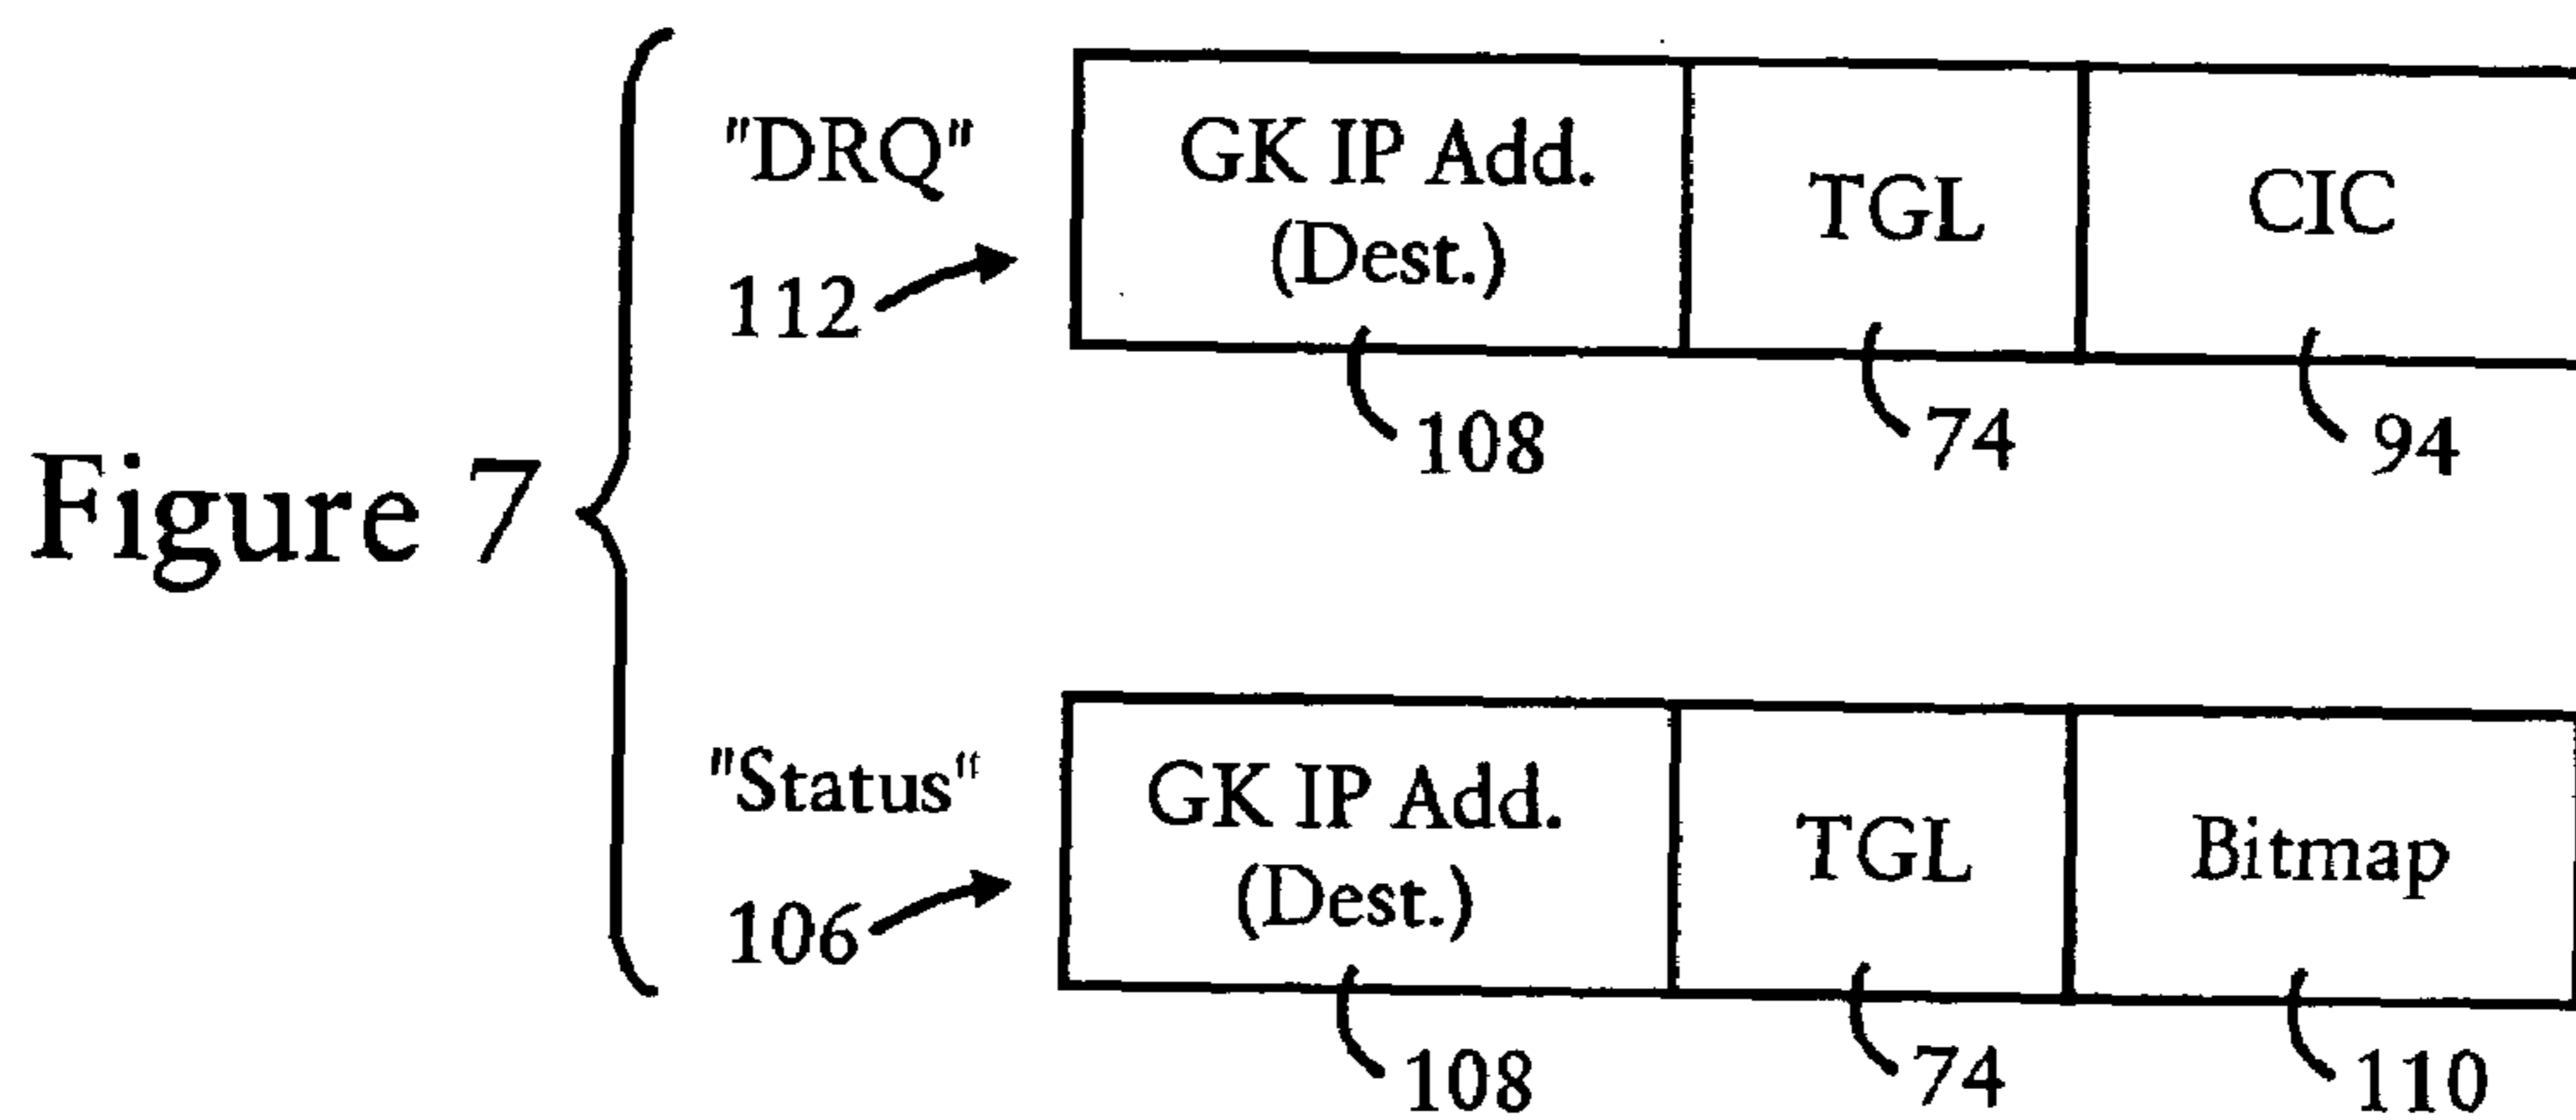 Figure 7
"DRQ"
112
GK IP Add.
(Dest.)
TGL
CIC
108
74
94
"Status"
106
GK IP Add.
(Dest.)
TGL
Bitmap
108
74
110